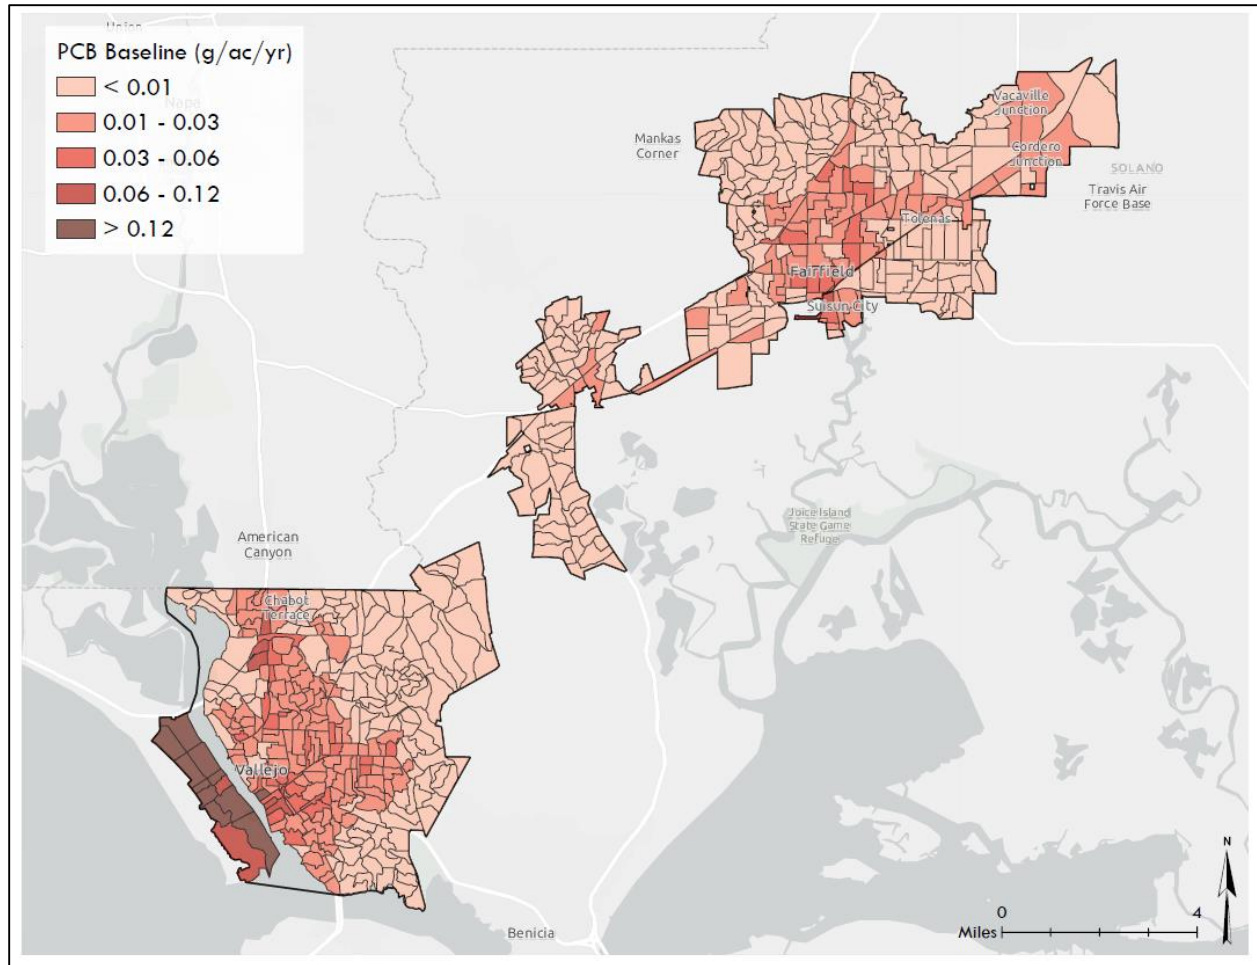 Union
PCB Baseline (g/ac/yr)
< 0.01
0.01 - 0.03
0.03 - 0.06
0.06 - 0.12
> 0.12
Napa
Mankas
Corner
Vacaville
Junction
Cordero
Junction
SOLANO
Travis Air
Force Base
Tolenas
Fairfield
Suisun City
Joice Island
State Game
Refuge
American
Canyon
Chabot
Terrace
Vallejo
Benicia
N
0 4
Miles